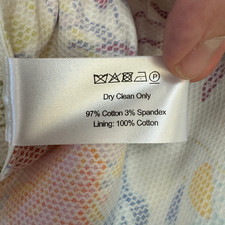 P
Dry Clean Only
97% Cotton 3% Spandex
Lining: 100% Cotton